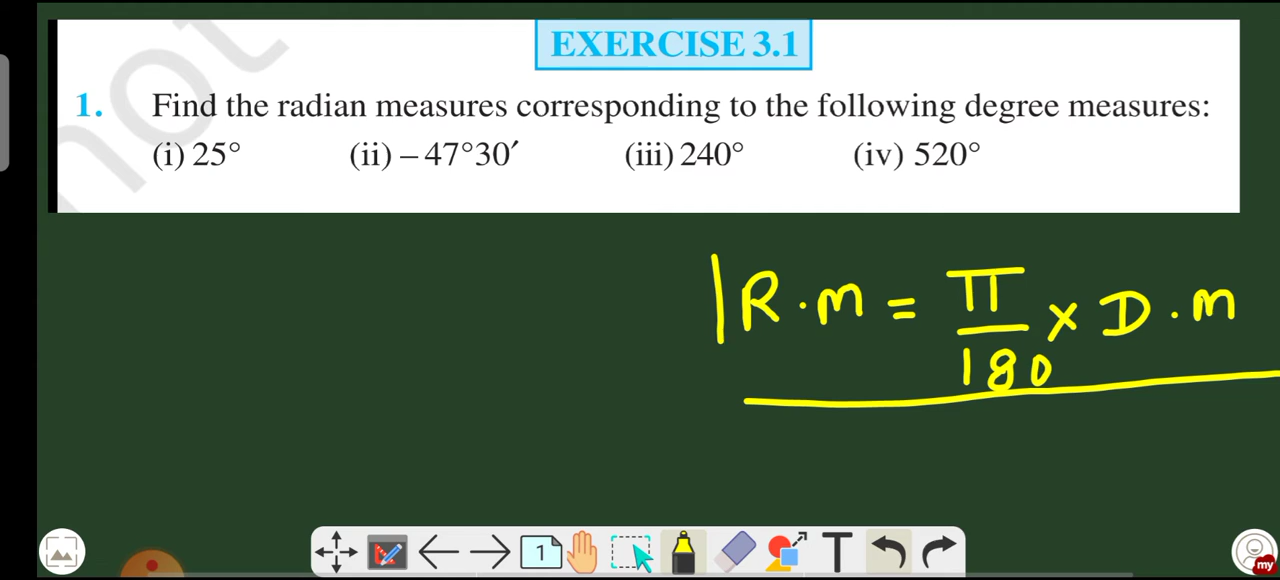 EXERCISE 3.1
1. Find the radian measures corresponding to the following degree measures:
(i) 25° (ii) – 47°30′ (iii) 240° (iv) 520°
not
R.m = π/180 × D.m
1
T
my